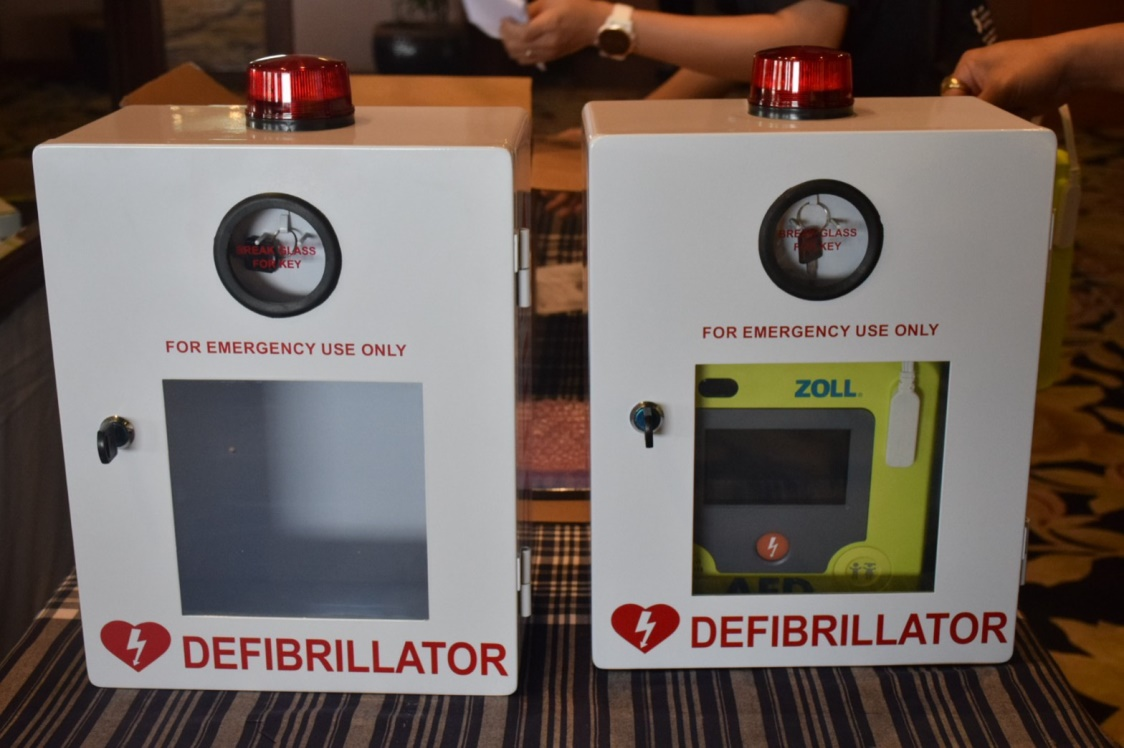 BREAK GLASS
FOR KEY
FOR EMERGENCY USE ONLY
DEFIBRILLATOR
BREAK GLASS
FOR KEY
FOR EMERGENCY USE ONLY
ZOLL
AED
DEFIBRILLATOR